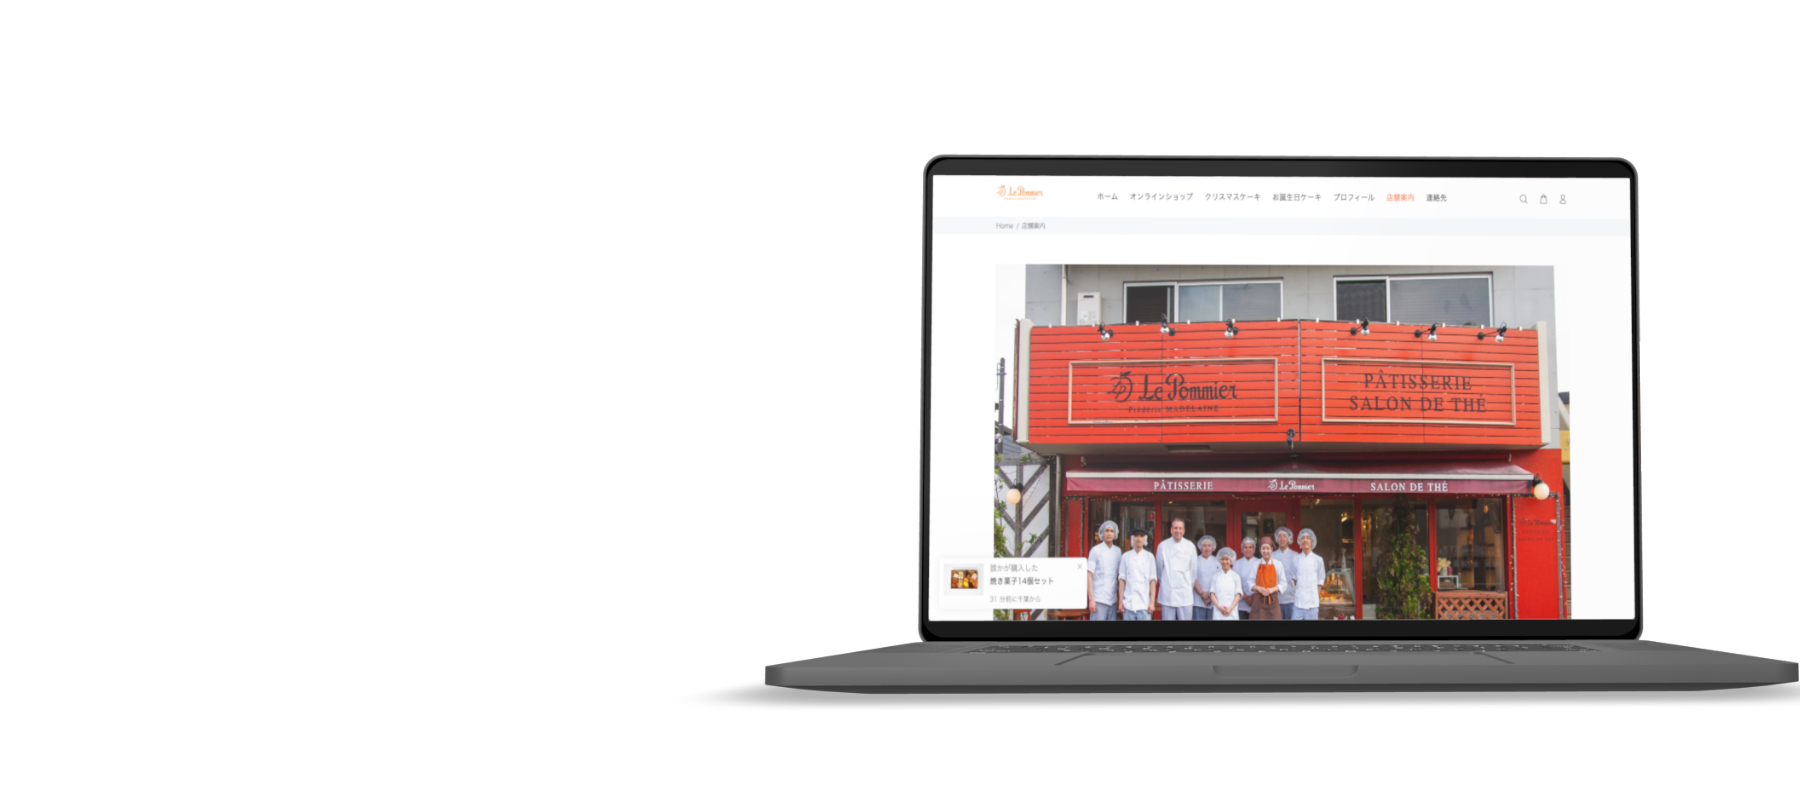 Le Pommier
ホーム オンラインショップ クリスマスケーキ お誕生日ケーキ プロフィール 店舗案内 連絡先
Home / 店舗案内
Le Pommier
Frédéric MADELAINE
PÂTISSERIE
SALON DE THÉ
PÂTISSERIE Le Pommier SALON DE THÉ
誰かが購入した
焼き菓子14個セット
31 分前に千葉から